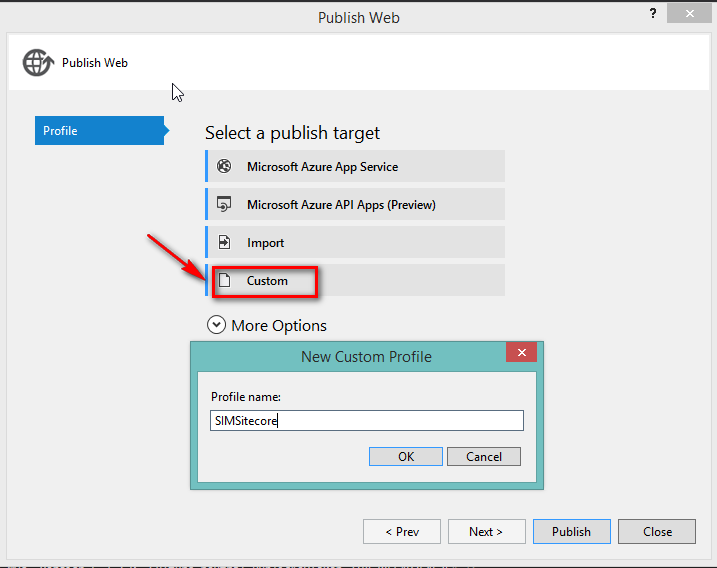 Publish Web
?
Publish Web
Profile
Select a publish target
Microsoft Azure App Service
Microsoft Azure API Apps (Preview)
Import
Custom
More Options
New Custom Profile
Profile name:
SIMSitecore
OK Cancel
< Prev Next > Publish Close